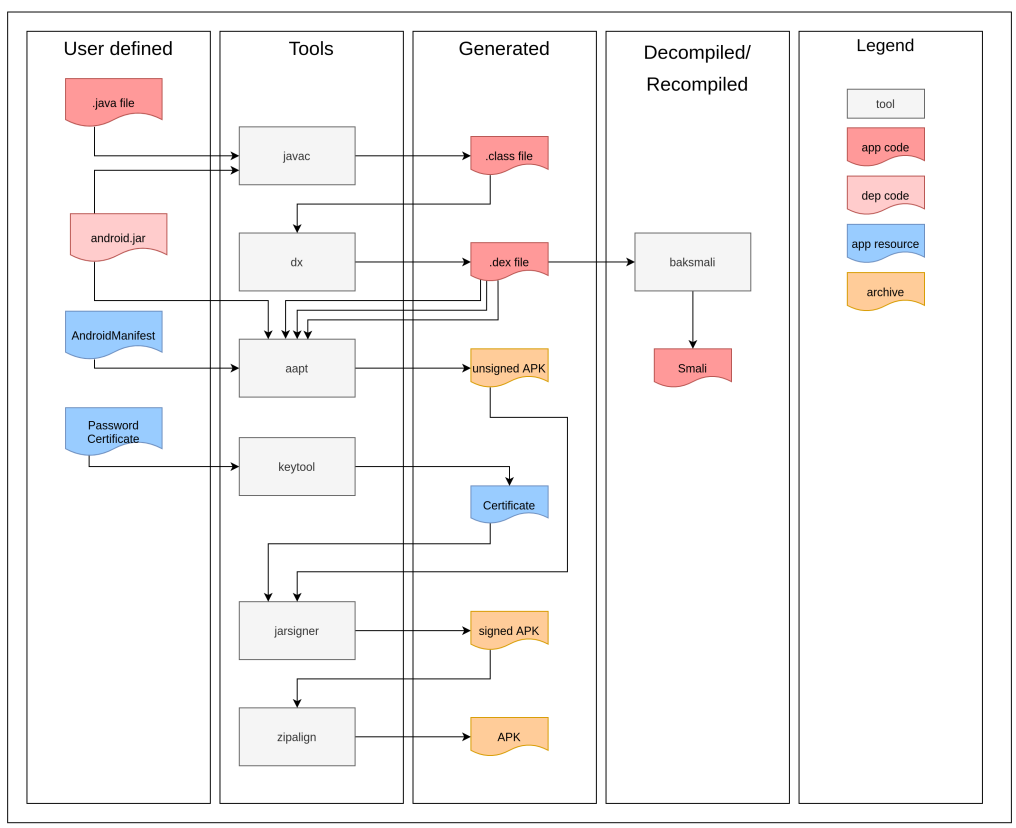 User defined
.java file
android.jar
AndroidManifest
Password
Certificate
Tools
javac
dx
aapt
keytool
jarsigner
zipalign
Generated
.class file
.dex file
unsigned APK
Certificate
signed APK
APK
Decompiled/
Recompiled
baksmali
Smali
Legend
tool
app code
dep code
app resource
archive